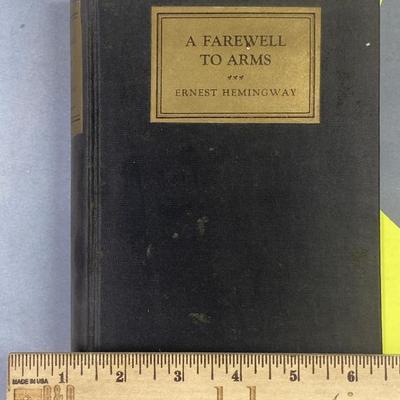 A FAREWELL
TO ARMS
ERNEST HEMINGWAY
1 2 3 4 5 6
MADE IN USA